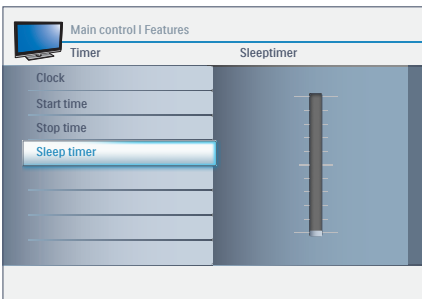 Main control I Features
Timer Sleeptimer
Clock
Start time
Stop time
Sleep timer